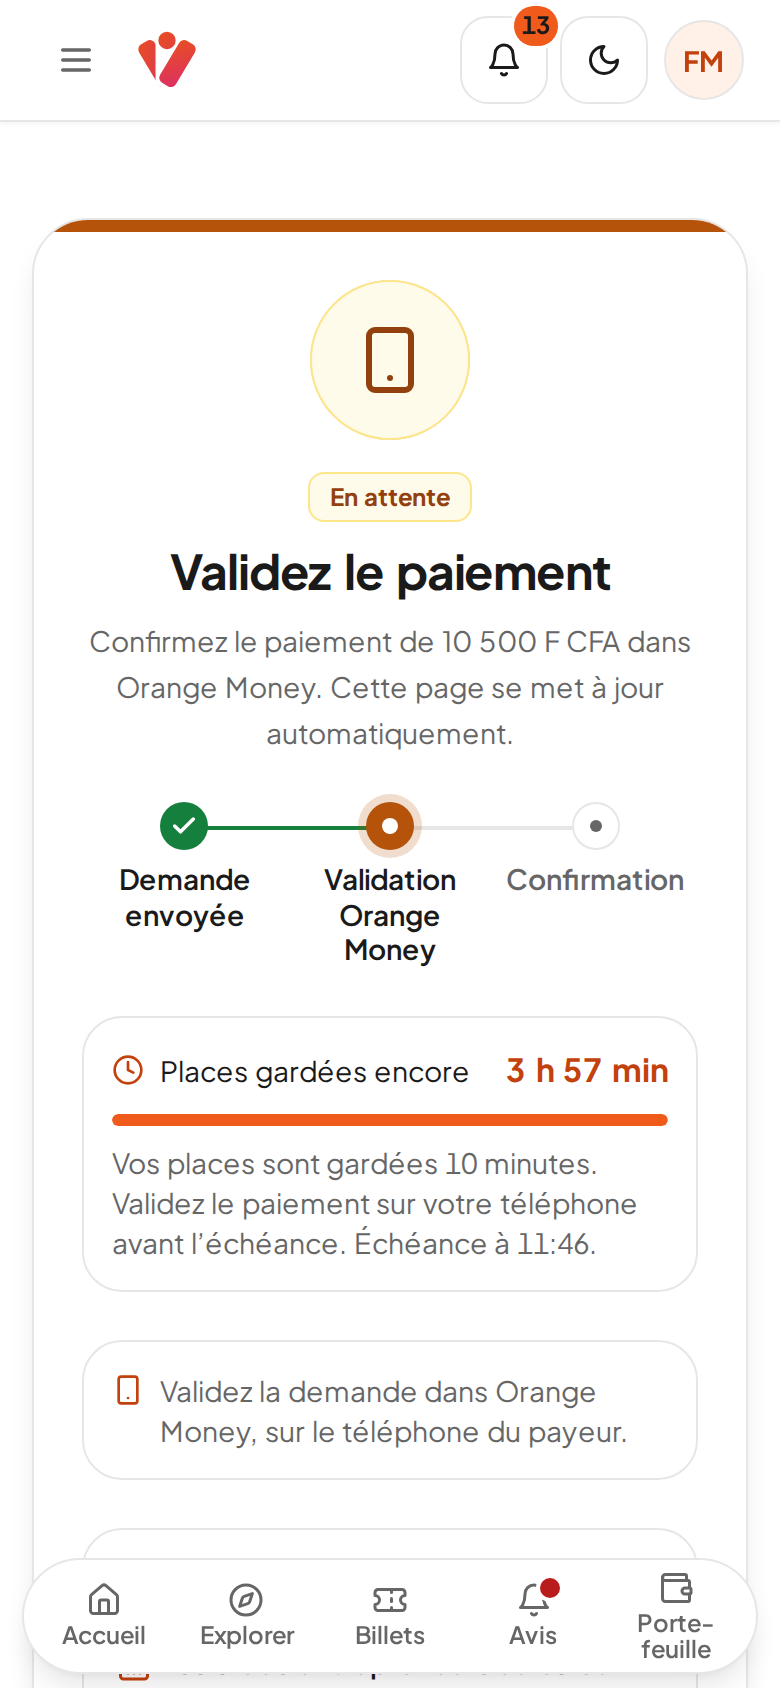 13
FM
En attente
Validez le paiement
Confirmez le paiement de 10 500 F CFA dans
Orange Money. Cette page se met à jour
automatiquement.
Demande
envoyée
Validation
Orange
Money
Confirmation
Places gardées encore 3 h 57 min
Vos places sont gardées 10 minutes.
Validez le paiement sur votre téléphone
avant l’échéance. Échéance à 11:46.
Validez la demande dans Orange
Money, sur le téléphone du payeur.
Accueil
Explorer
Billets
Avis
Porte-
feuille